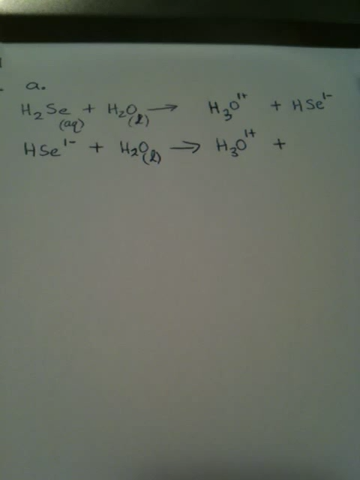 a.
H₂Se(aq) + H₂O(l) → H₃O¹⁺ + HSe¹⁻
HSe¹⁻ + H₂O(l) → H₃O¹⁺ +